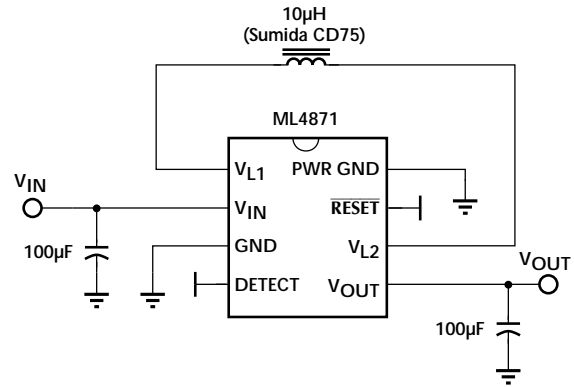 10µH
(Sumida CD75)
ML4871
VL1
PWR GND
VIN
VIN
RESET
100µF
GND
VL2
DETECT
VOUT
VOUT
100µF